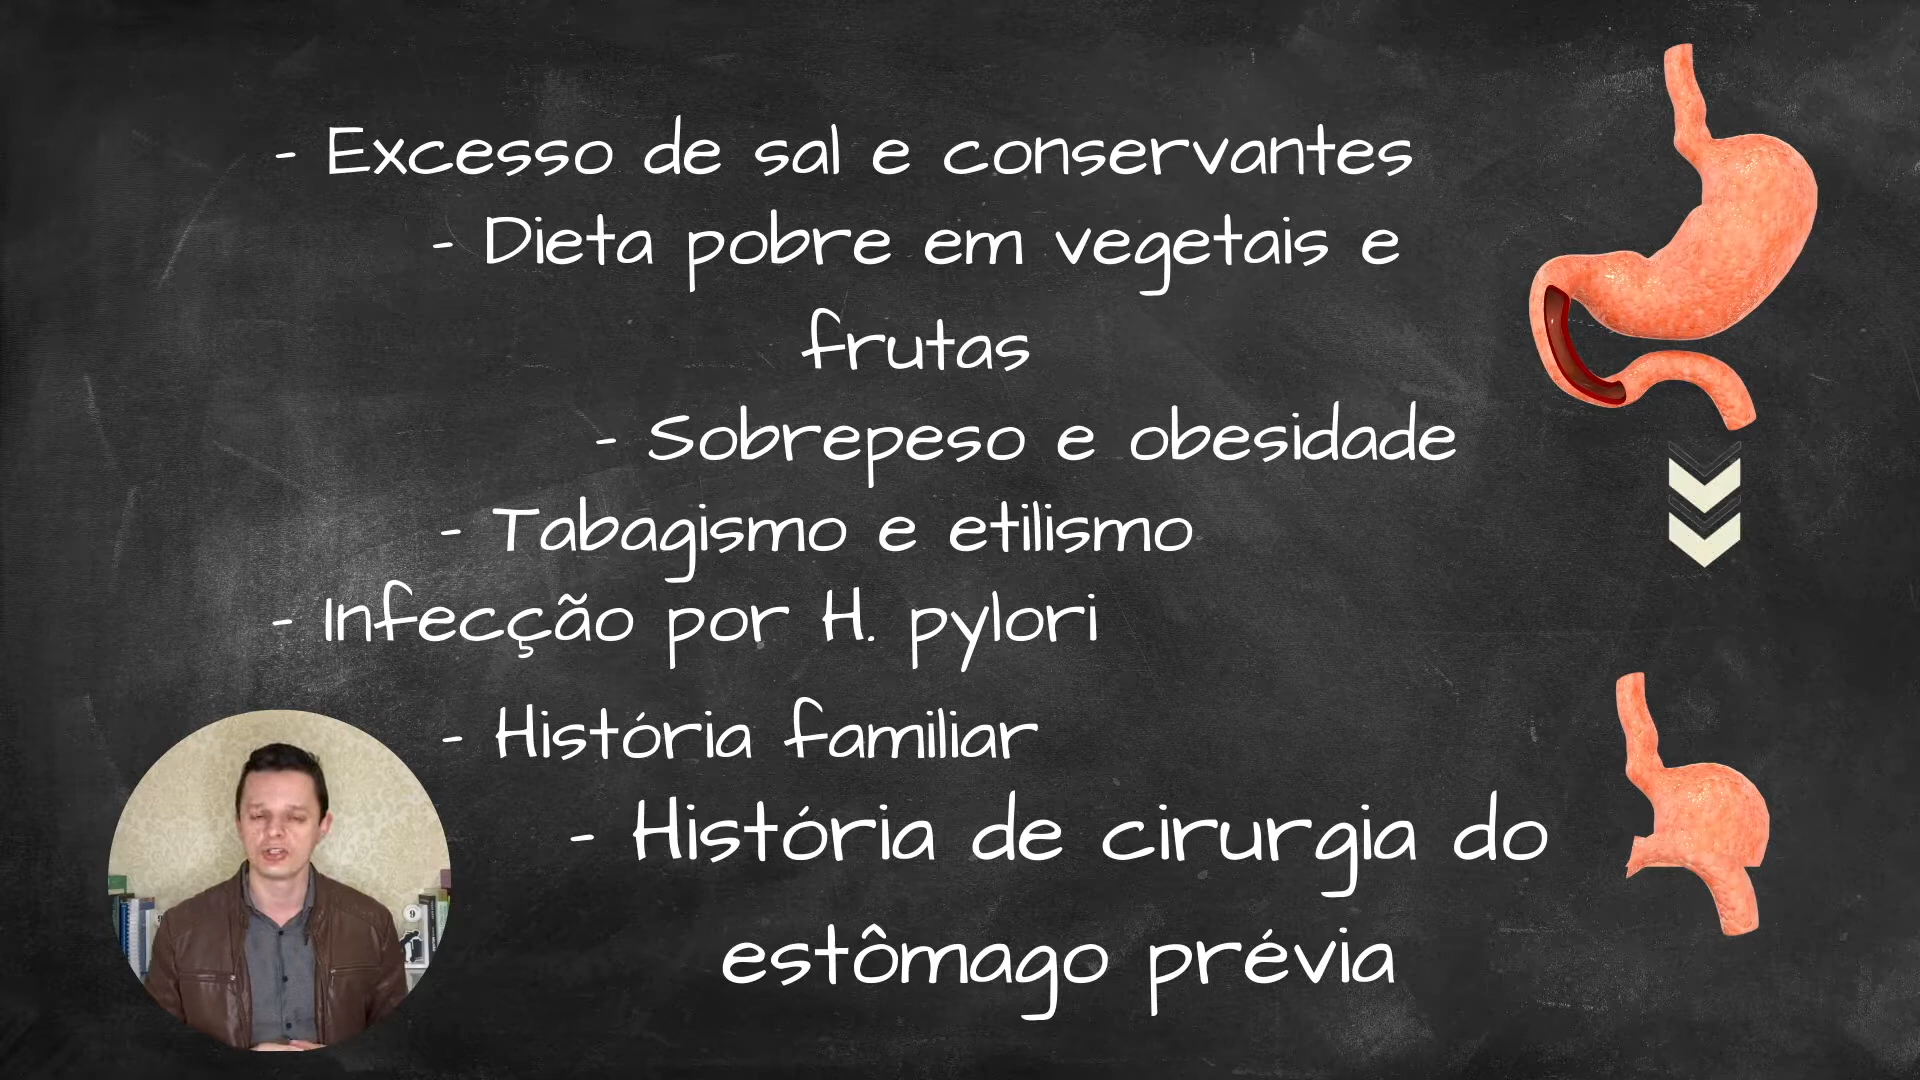 - Excesso de sal e conservantes
- Dieta pobre em vegetais e
frutas
- Sobrepeso e obesidade
- Tabagismo e etilismo
- Infecção por H. pylori
- História familiar
- História de cirurgia do
estômago prévia
9